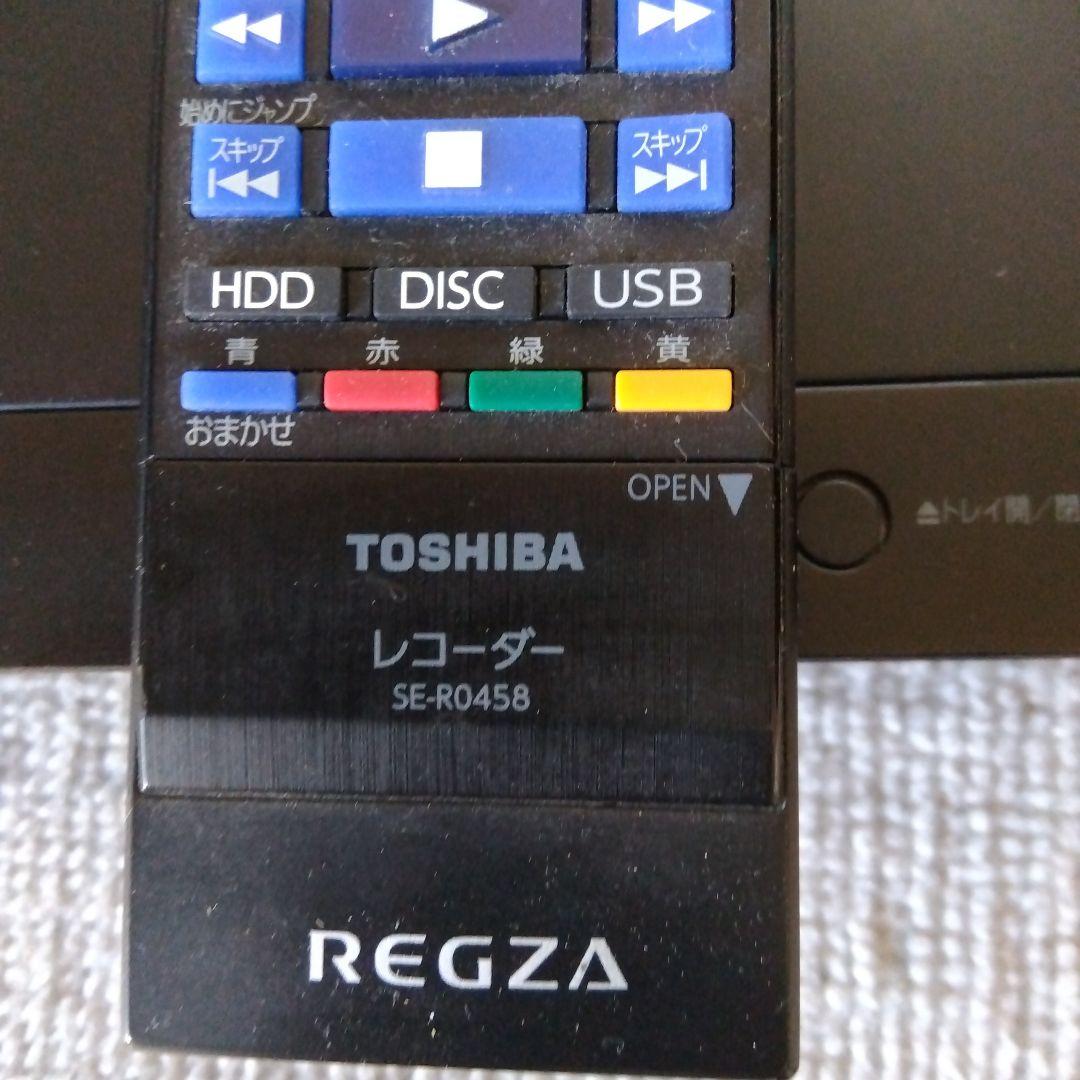 始めにジャンプ
スキップ
スキップ
HDD DISC USB
青 赤 緑 黄
おまかせ
OPEN▼
▲トレイ開/閉
TOSHIBA
レコーダー
SE-R0458
REGZA